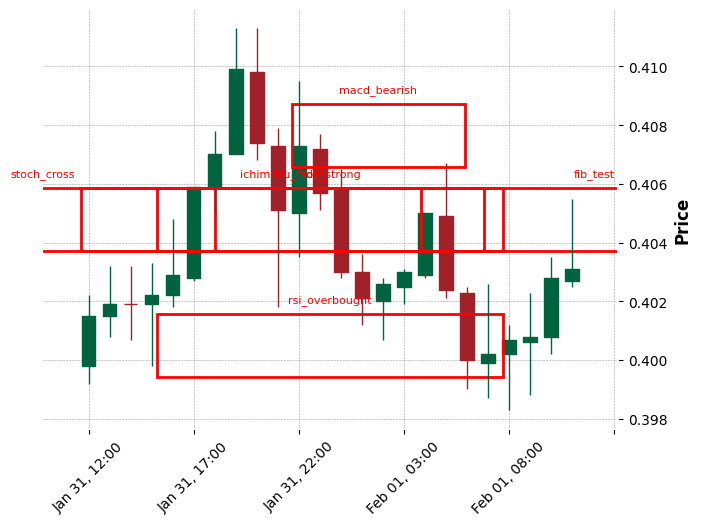 macd_bearish
stoch_cross
fib_test
rsi_overbought
0.410
0.408
0.406
0.404
0.402
0.400
0.398
Price
Jan 31, 12:00
Jan 31, 17:00
Jan 31, 22:00
Feb 01, 03:00
Feb 01, 08:00